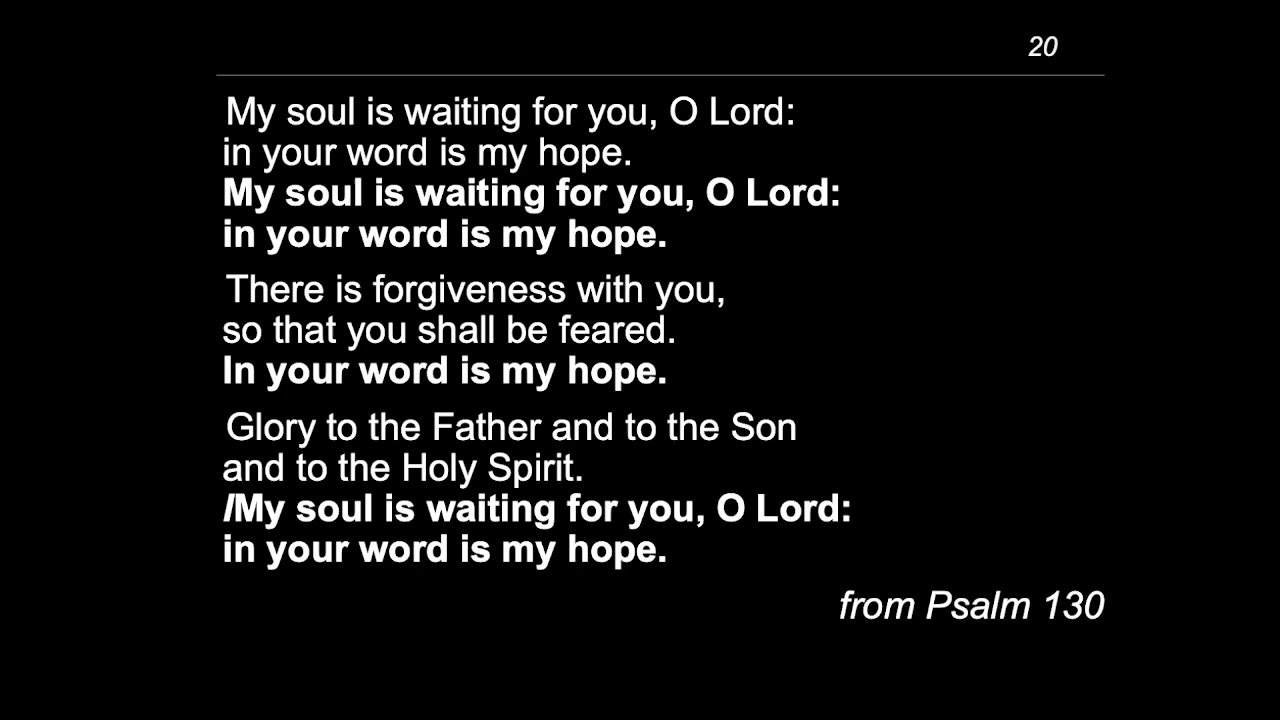 20
My soul is waiting for you, O Lord:
in your word is my hope.
My soul is waiting for you, O Lord:
in your word is my hope.
There is forgiveness with you,
so that you shall be feared.
In your word is my hope.
Glory to the Father and to the Son
and to the Holy Spirit.
/My soul is waiting for you, O Lord:
in your word is my hope.
from Psalm 130